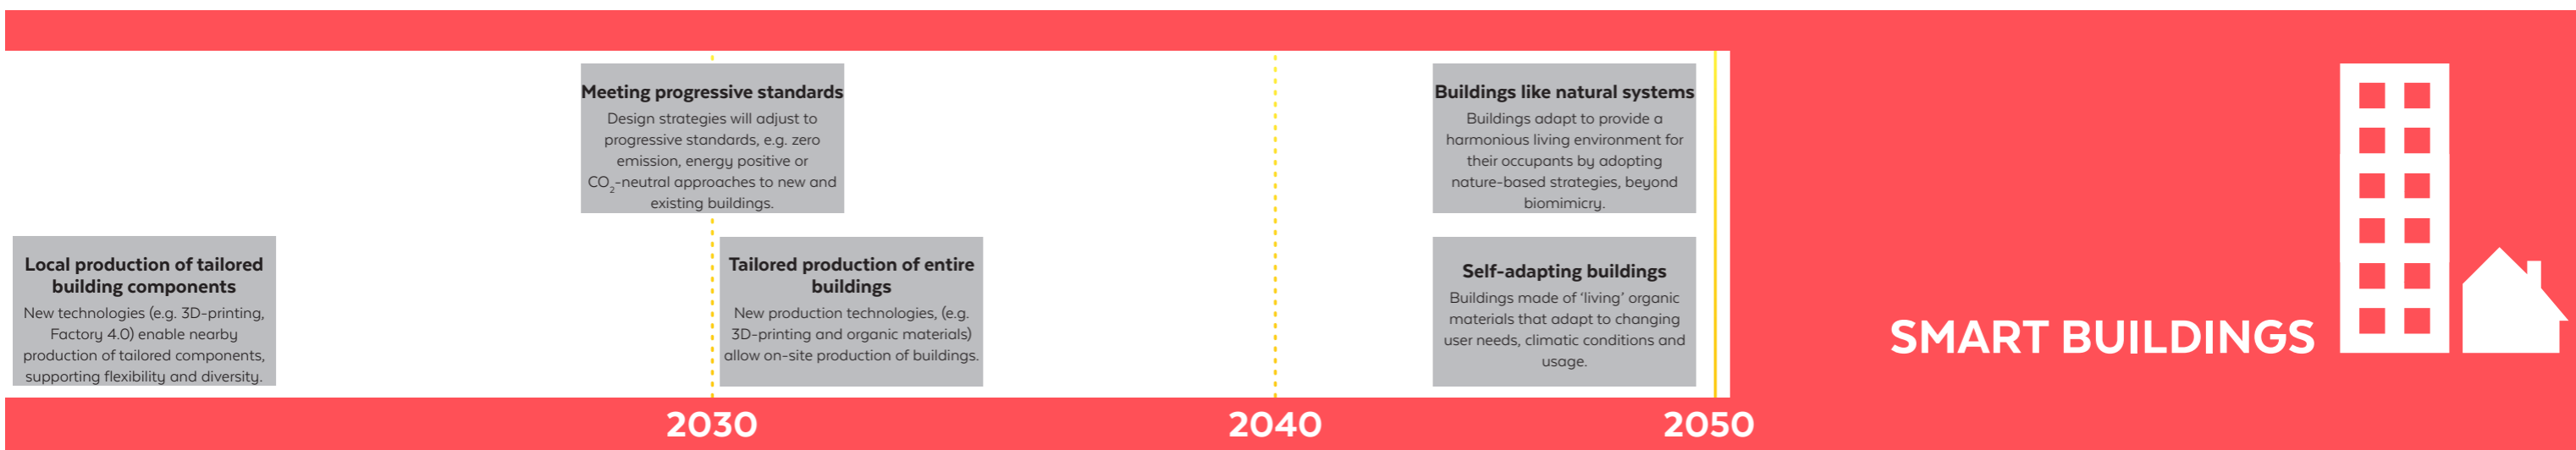 Meeting progressive standards
Design strategies will adjust to
progressive standards, e.g. zero
emission, energy positive or
CO₂-neutral approaches to new and
existing buildings.
Buildings like natural systems
Buildings adapt to provide a
harmonious living environment for
their occupants by adopting
nature-based strategies, beyond
biomimicry.
Local production of tailored
building components
New technologies (e.g. 3D-printing,
Factory 4.0) enable nearby
production of tailored components,
supporting flexibility and diversity.
Tailored production of entire
buildings
New production technologies, (e.g.
3D-printing and organic materials)
allow on-site production of buildings.
Self-adapting buildings
Buildings made of ‘living’ organic
materials that adapt to changing
user needs, climatic conditions and
usage.
SMART BUILDINGS
2030
2040
2050